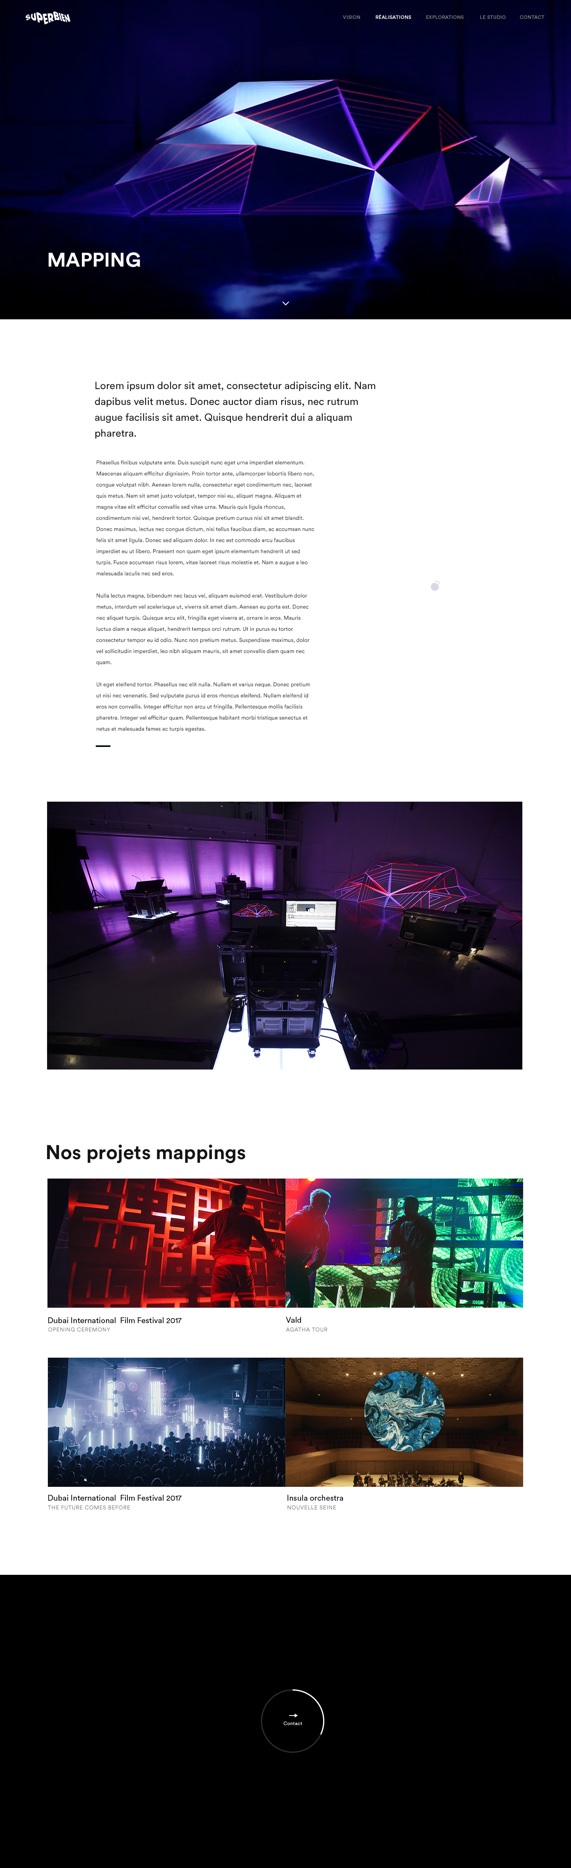 SUPERBIEN
VISION RÉALISATIONS EXPLORATIONS LE STUDIO CONTACT
MAPPING
Lorem ipsum dolor sit amet, consectetur adipiscing elit. Nam
dapibus velit metus. Donec auctor diam risus, nec rutrum
augue facilisis sit amet. Quisque hendrerit dui a aliquam
pharetra.
Phasellus finibus vulputate ante. Duis suscipit nunc eget urna imperdiet elementum.
Maecenas aliquam efficitur dignissim. Proin tortor ante, ullamcorper lobortis libero non,
congue volutpat nibh. Aenean lorem nulla, consectetur eget condimentum nec, laoreet
quis metus. Nam sit amet justo volutpat, tempor nisi eu, aliquet magna. Aliquam et
magna vitae elit efficitur convallis sed vitae urna. Mauris quis ligula rhoncus,
condimentum nisi vel, hendrerit tortor. Quisque pretium cursus nisi sit amet blandit.
Donec maximus, lectus nec congue dictum, nisi tellus faucibus diam, ac accumsan nunc
felis sit amet ligula. Donec sed aliquam dolor. In nec est commodo arcu faucibus
imperdiet eu ut libero. Praesent non quam eget ipsum elementum hendrerit ut sed
turpis. Fusce accumsan risus lorem, vitae laoreet risus molestie et. Nam a augue a leo
malesuada iaculis nec sed eros.
Nulla lectus magna, bibendum nec lacus vel, aliquam euismod erat. Vestibulum dolor
metus, interdum vel scelerisque ut, viverra sit amet diam. Aenean eu porta est. Donec
nec aliquet turpis. Quisque arcu elit, fringilla eget viverra at, ornare in eros. Mauris
luctus diam a neque aliquet, hendrerit tempus orci rutrum. Ut in purus eu tortor
consectetur tempor eu id odio. Nunc non pretium metus. Suspendisse maximus, dolor
vel sollicitudin imperdiet, leo nibh aliquam mauris, sit amet convallis diam quam nec
quam.
Ut eget eleifend tortor. Phasellus nec elit nulla. Nullam et varius neque. Donec pretium
ut nisi nec venenatis. Sed vulputate purus id eros rhoncus eleifend. Nullam eleifend id
eros non convallis. Integer efficitur non arcu ut fringilla. Pellentesque mollis facilisis
pharetra. Integer vel efficitur quam. Pellentesque habitant morbi tristique senectus et
netus et malesuada fames ac turpis egestas.
Nos projets mappings
Dubai International Film Festival 2017
OPENING CEREMONY
Vald
AGATHA TOUR
Dubai International Film Festival 2017
THE FUTURE COMES BEFORE
Insula orchestra
NOUVELLE SEINE
Contact